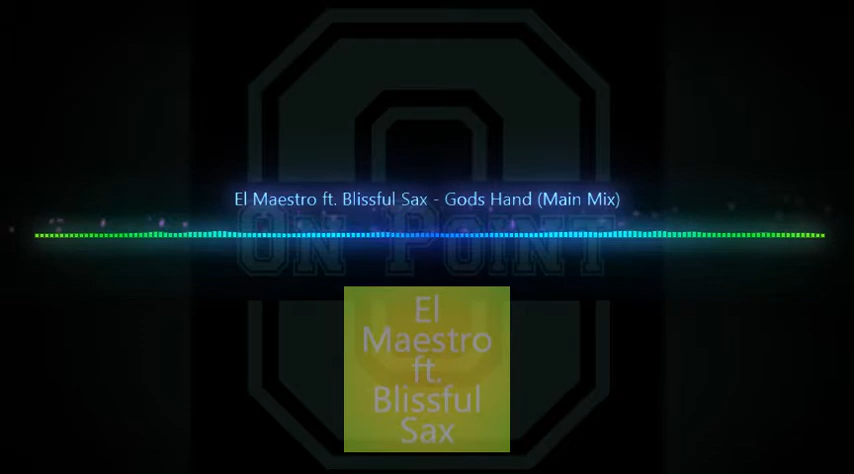 El Maestro ft. Blissful Sax - Gods Hand (Main Mix)
On Point
El
Maestro
ft.
Blissful
Sax